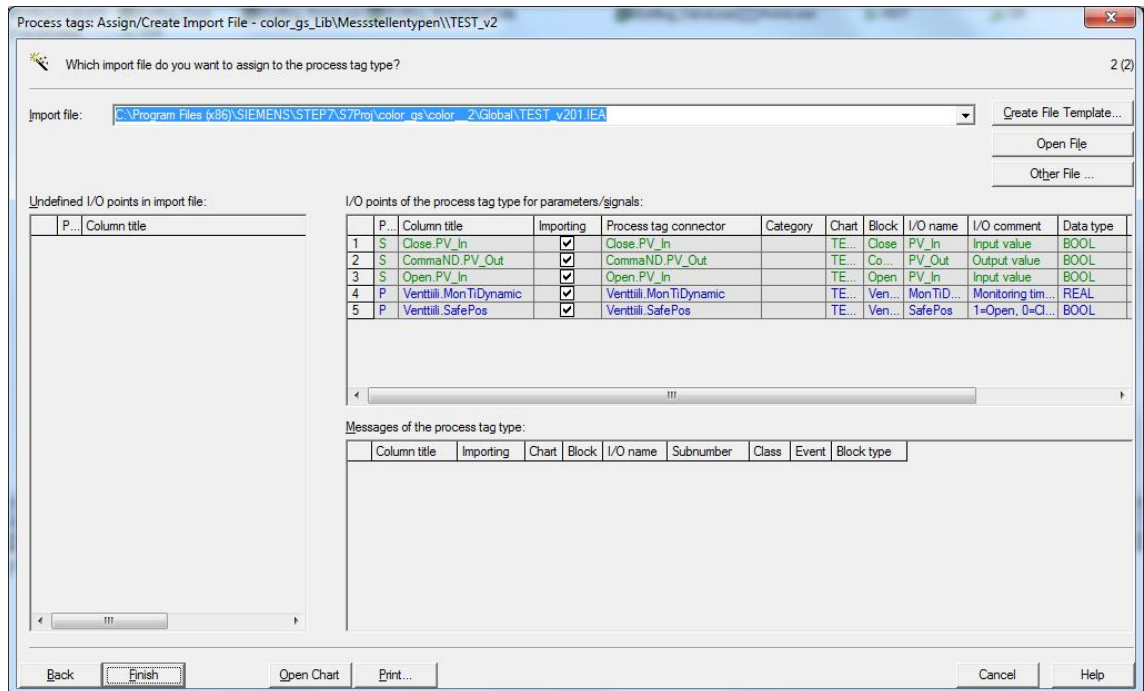 Process tags: Assign/Create Import File - color_gs_Lib\Messstellentypen\\TEST_v2
Which import file do you want to assign to the process tag type?
2 (2)
Import file:
C:\Program Files (x86)\SIEMENS\STEP7\S7Proj\color_gs\color__2\Global\TEST_v201.IEA
Create File Template...
Open File
Other File ...
Undefined I/O points in import file:
P... Column title
I/O points of the process tag type for parameters/signals:
P... Column title Importing Process tag connector Category Chart Block I/O name I/O comment Data type
1 S Close.PV_In Close.PV_In TE... Close PV_In Input value BOOL
2 S CommaND.PV_Out CommaND.PV_Out TE... Co... PV_Out Output value BOOL
3 S Open.PV_In Open.PV_In TE... Open PV_In Input value BOOL
4 P Venttiili.MonTiDynamic Venttiili.MonTiDynamic TE... Ven... MonTiD... Monitoring tim... REAL
5 P Venttiili.SafePos Venttiili.SafePos TE... Ven... SafePos 1=Open, 0=Cl... BOOL
Messages of the process tag type:
Column title Importing Chart Block I/O name Subnumber Class Event Block type
Back Finish Open Chart Print... Cancel Help